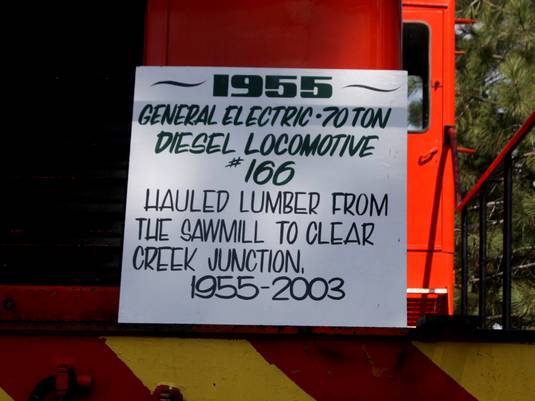 1955
GENERAL ELECTRIC • 70 TON
DIESEL LOCOMOTIVE
#166
HAULED LUMBER FROM
THE SAWMILL TO CLEAR
CREEK JUNCTION.
1955-2003